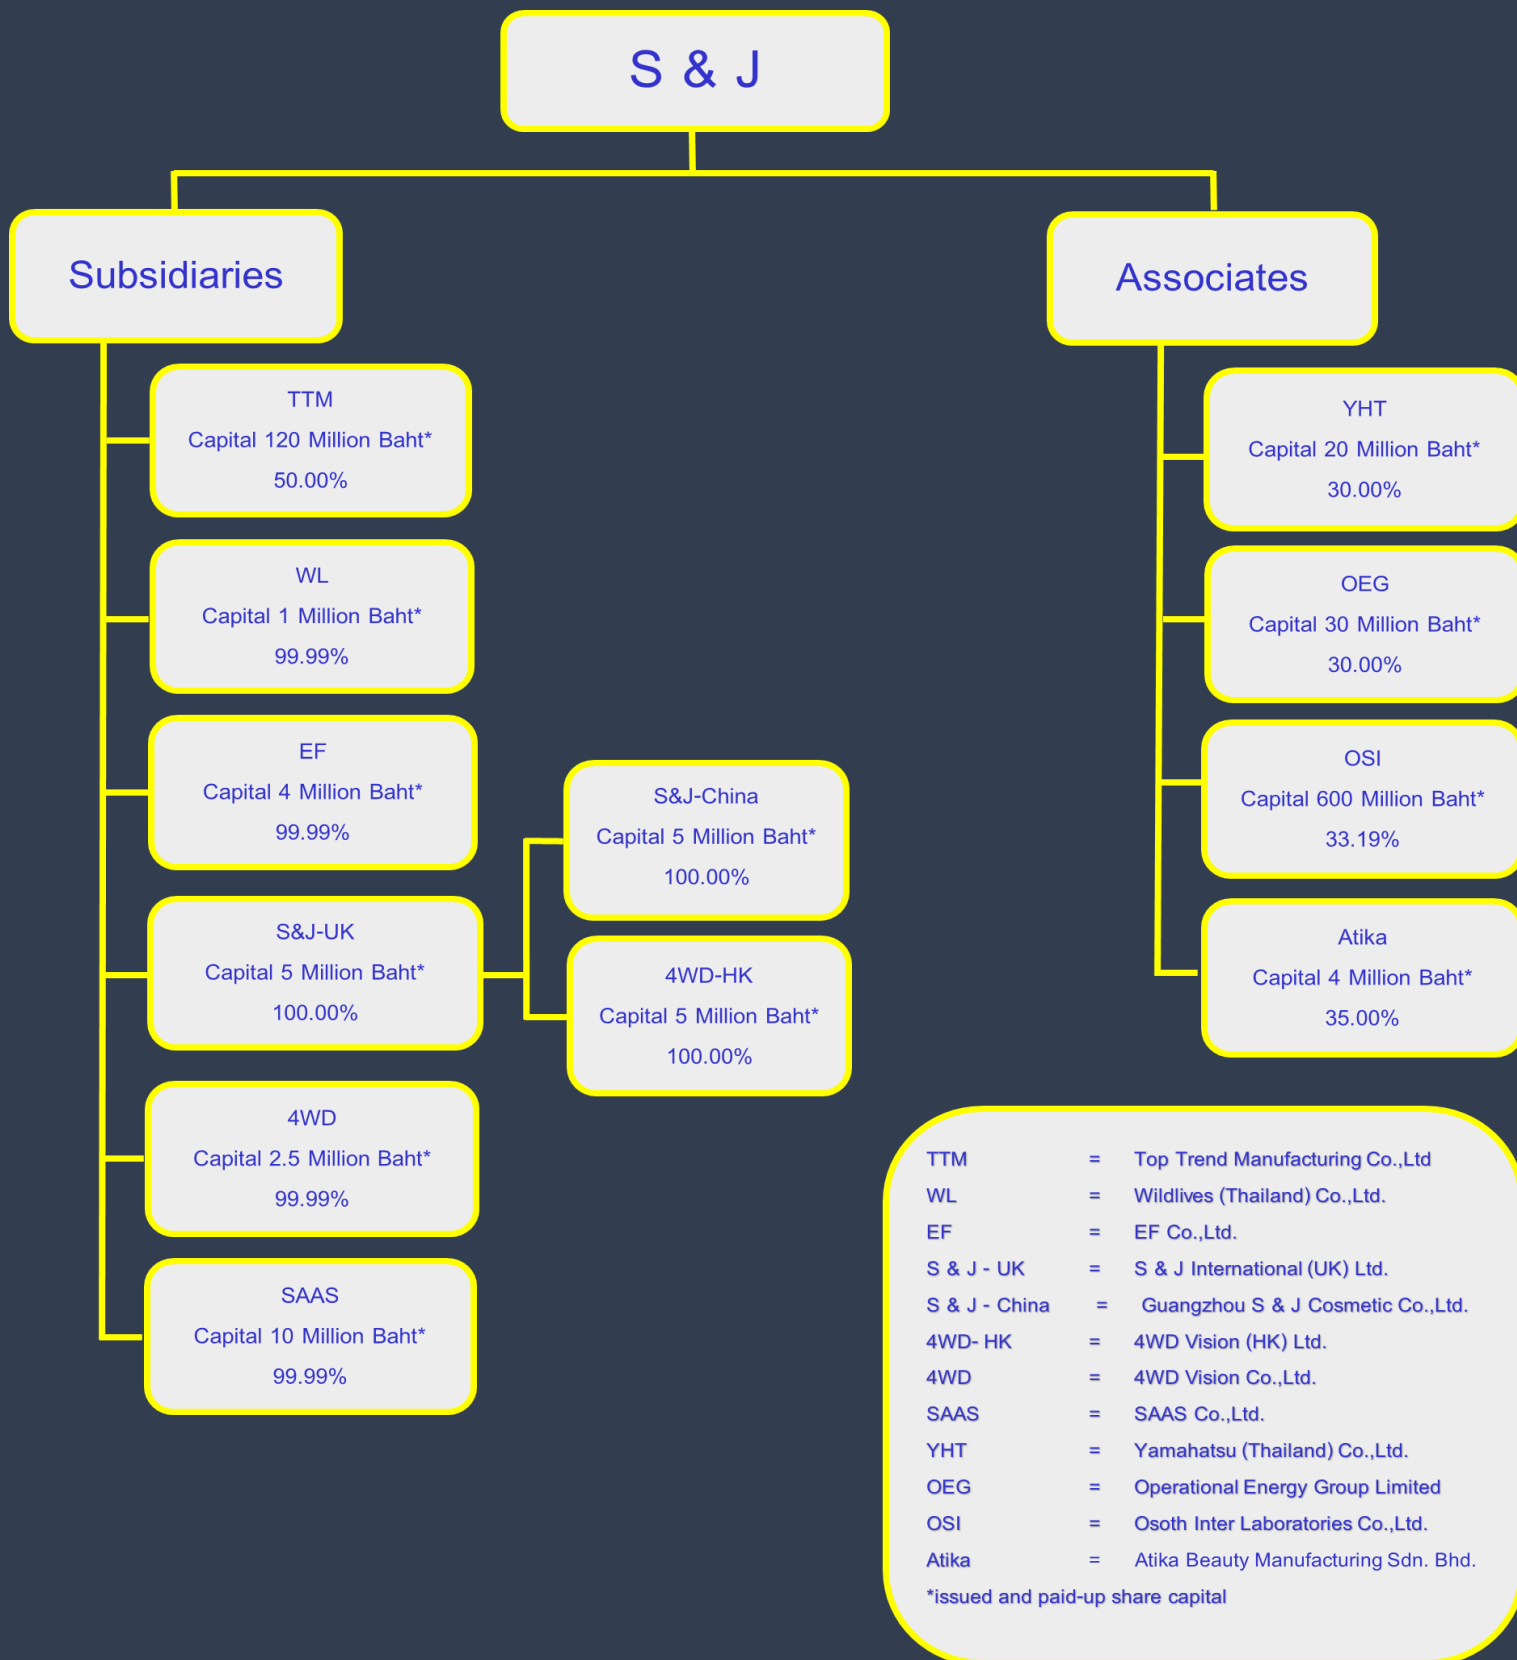 S & J
Subsidiaries
Associates
TTM
Capital 120 Million Baht*
50.00%
WL
Capital 1 Million Baht*
99.99%
EF
Capital 4 Million Baht*
99.99%
S&J-UK
Capital 5 Million Baht*
100.00%
S&J-China
Capital 5 Million Baht*
100.00%
4WD-HK
Capital 5 Million Baht*
100.00%
4WD
Capital 2.5 Million Baht*
99.99%
SAAS
Capital 10 Million Baht*
99.99%
YHT
Capital 20 Million Baht*
30.00%
OEG
Capital 30 Million Baht*
30.00%
OSI
Capital 600 Million Baht*
33.19%
Atika
Capital 4 Million Baht*
35.00%
TTM = Top Trend Manufacturing Co.,Ltd
WL = Wildlives (Thailand) Co.,Ltd.
EF = EF Co.,Ltd.
S & J - UK = S & J International (UK) Ltd.
S & J - China = Guangzhou S & J Cosmetic Co.,Ltd.
4WD- HK = 4WD Vision (HK) Ltd.
4WD = 4WD Vision Co.,Ltd.
SAAS = SAAS Co.,Ltd.
YHT = Yamahatsu (Thailand) Co.,Ltd.
OEG = Operational Energy Group Limited
OSI = Osoth Inter Laboratories Co.,Ltd.
Atika = Atika Beauty Manufacturing Sdn. Bhd.
*issued and paid-up share capital